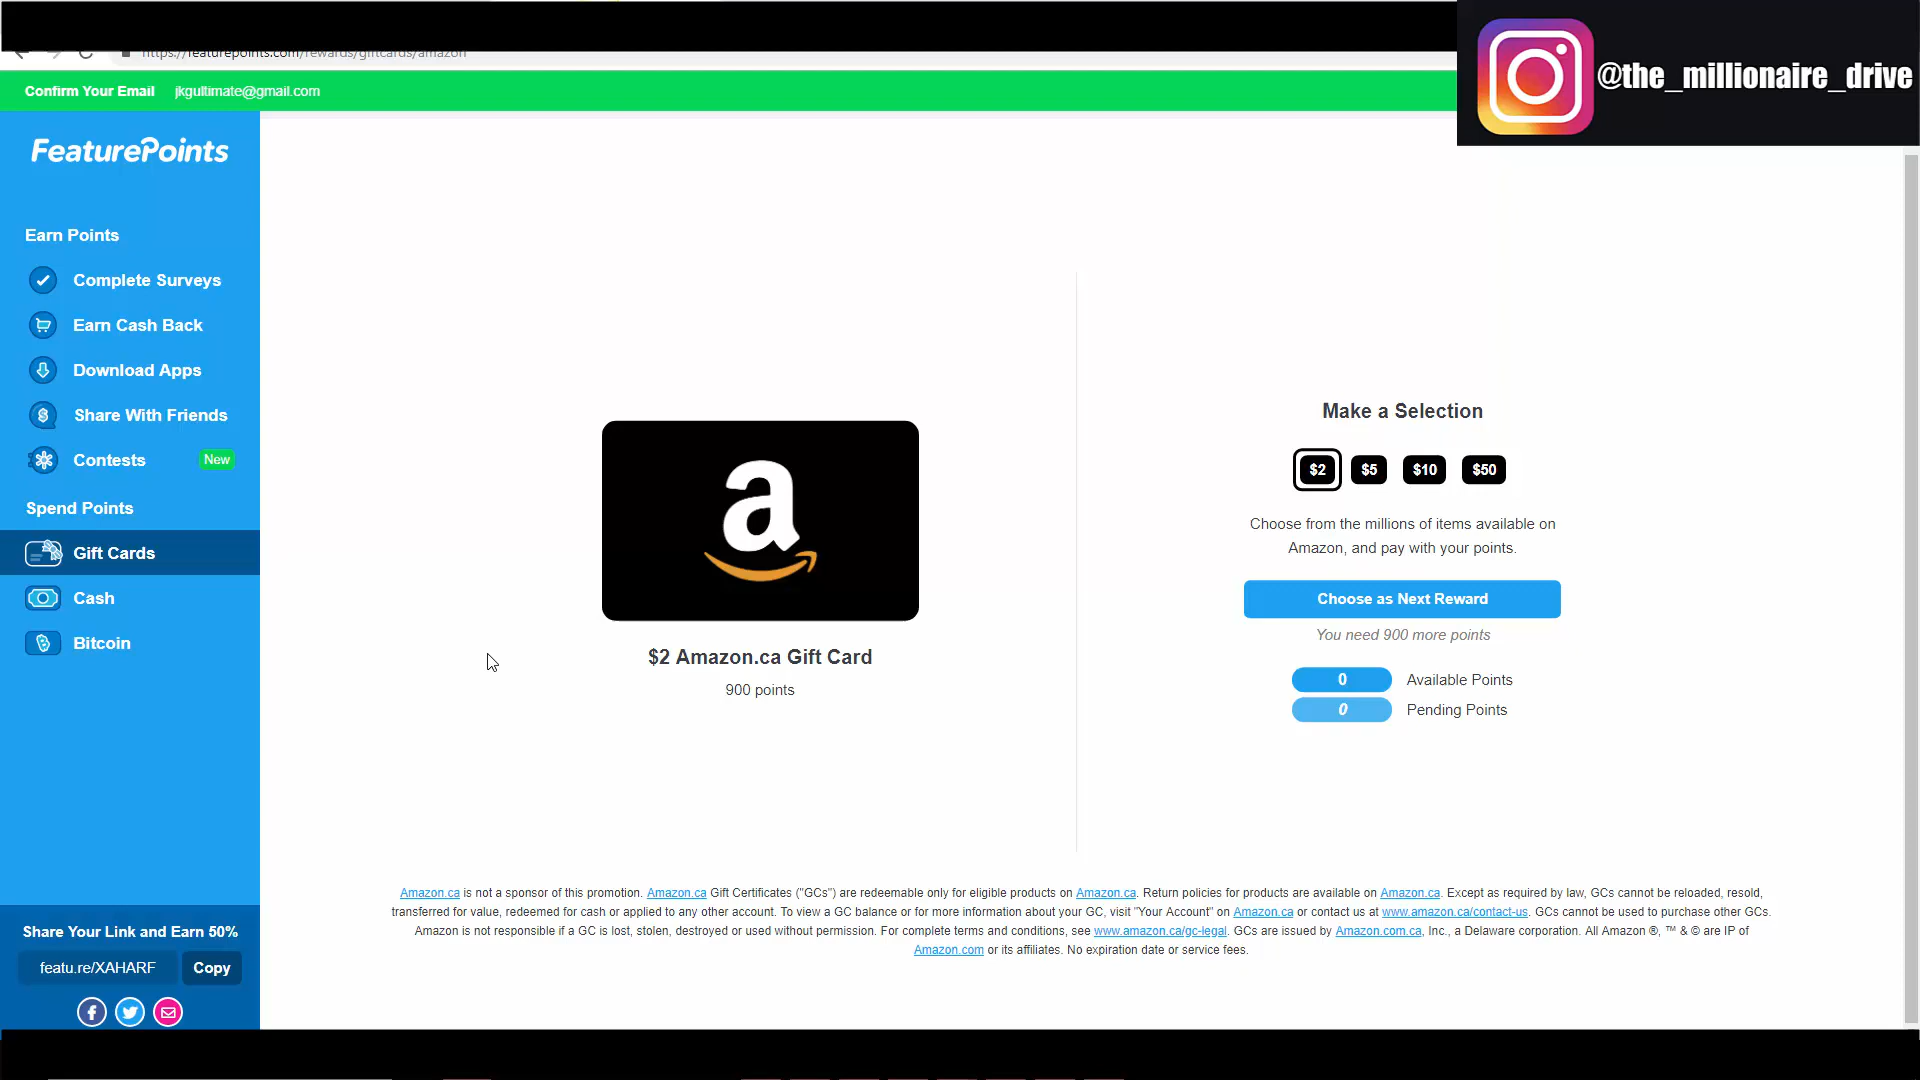 https://featurepoints.com/rewards/giftcards/amazon
@the_millionaire_drive
Confirm Your Email jkgultimate@gmail.com
FeaturePoints
Earn Points
Complete Surveys
Earn Cash Back
Download Apps
Share With Friends
Contests New
Spend Points
Gift Cards
Cash
Bitcoin
Share Your Link and Earn 50%
featu.re/XAHARF Copy
a
$2 Amazon.ca Gift Card
900 points
Make a Selection
$2 $5 $10 $50
Choose from the millions of items available on
Amazon, and pay with your points.
Choose as Next Reward
You need 900 more points
0 Available Points
0 Pending Points
Amazon.ca is not a sponsor of this promotion. Amazon.ca Gift Certificates ("GCs") are redeemable only for eligible products on Amazon.ca. Return policies for products are available on Amazon.ca. Except as required by law, GCs cannot be reloaded, resold,
transferred for value, redeemed for cash or applied to any other account. To view a GC balance or for more information about your GC, visit "Your Account" on Amazon.ca or contact us at www.amazon.ca/contact-us. GCs cannot be used to purchase other GCs.
Amazon is not responsible if a GC is lost, stolen, destroyed or used without permission. For complete terms and conditions, see www.amazon.ca/gc-legal. GCs are issued by Amazon.com.ca, Inc., a Delaware corporation. All Amazon ®, ™ & © are IP of
Amazon.com or its affiliates. No expiration date or service fees.